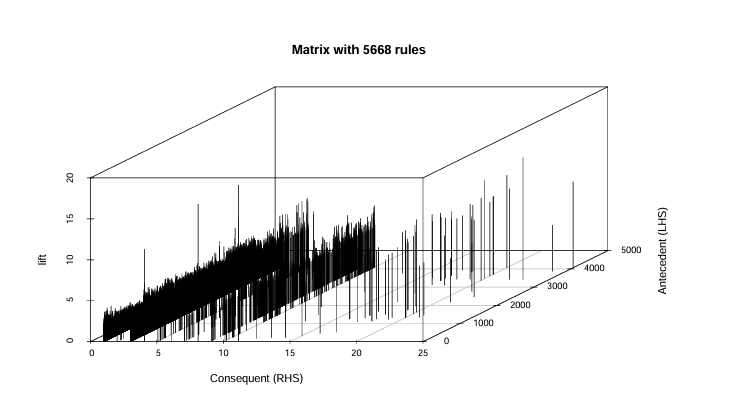 Matrix with 5668 rules
20
15
10
5
0
lift
0 5 10 15 20 25
Consequent (RHS)
0
1000
2000
3000
4000
5000
Antecedent (LHS)